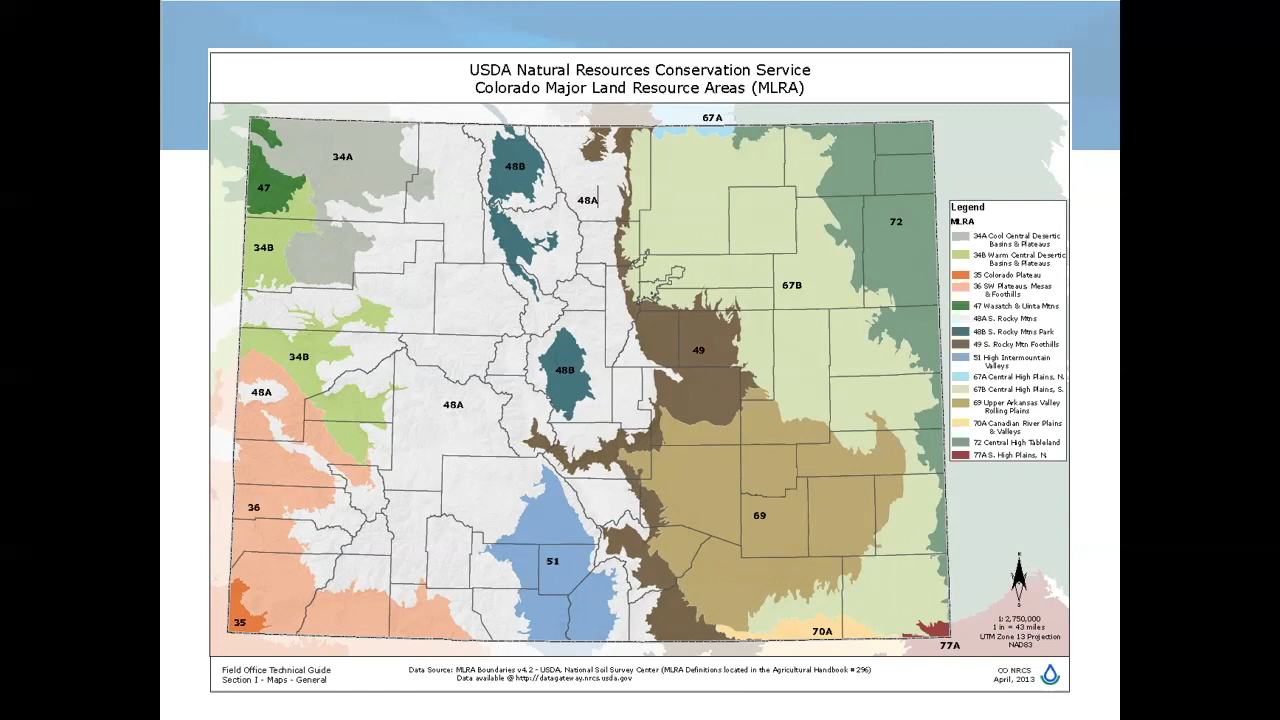 USDA Natural Resources Conservation Service
Colorado Major Land Resource Areas (MLRA)
67A
34A
48B
47
48A
72
34B
67B
49
34B
48B
48A
48A
36
69
51
35
70A
77A
Legend
MLRA
34A Cool Central Desertic
Basins & Plateaus
34B Warm Central Desertic
Basins & Plateaus
35 Colorado Plateau
36 SW Plateaus, Mesas
& Foothills
47 Wasatch & Uinta Mtns
48A S. Rocky Mtns
48B S. Rocky Mtns Park
49 S. Rocky Mtn Foothills
51 High Intermountain
Valleys
67A Central High Plains, N.
67B Central High Plains, S.
69 Upper Arkansas Valley
Rolling Plains
70A Canadian River Plains
& Valleys
72 Central High Tableland
77A S. High Plains, N.
N
S
1: 2,750,000
1 in = 43 miles
UTM Zone 13 Projection
NAD83
Field Office Technical Guide
Section I - Maps - General
Data Source: MLRA Boundaries v4.2 - USDA, National Soil Survey Center (MLRA Definitions located in the Agricultural Handbook # 296)
Data available @ http://datagateway.nrcs.usda.gov
CO NRCS
April, 2013